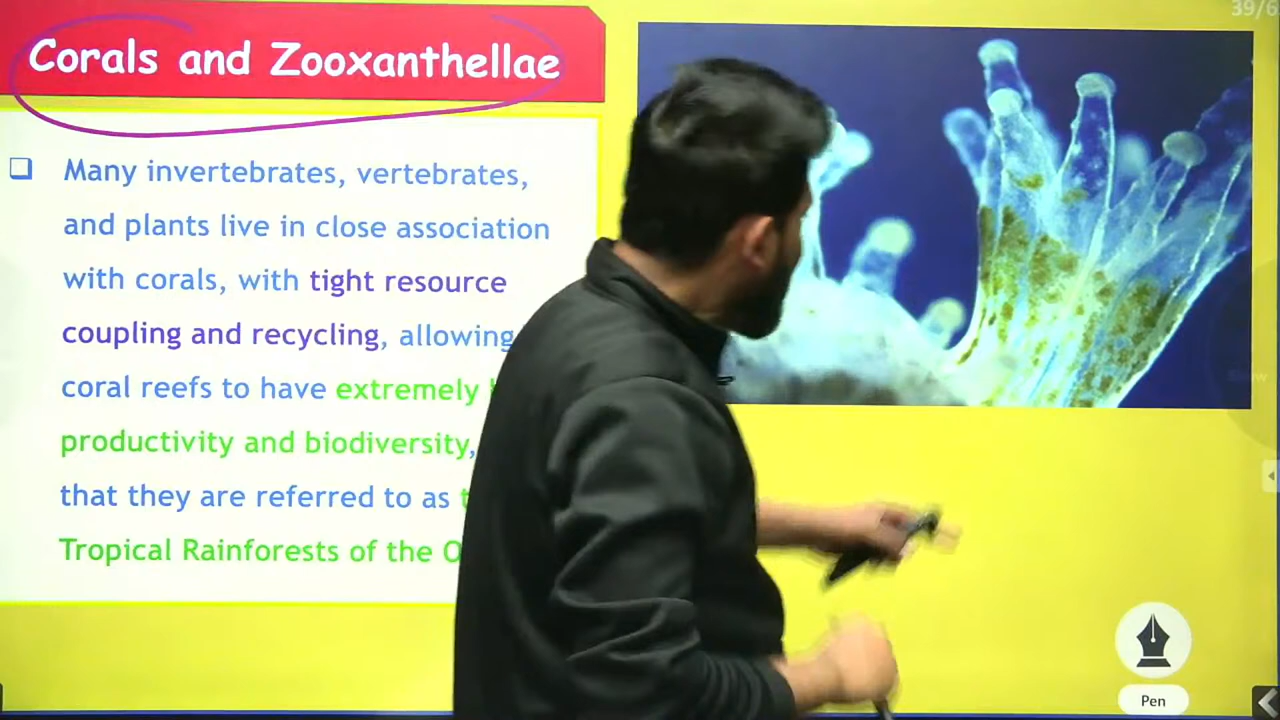 39/6
Corals and Zooxanthellae
Many invertebrates, vertebrates,
and plants live in close association
with corals, with tight resource
coupling and recycling, allowing
coral reefs to have extremely
productivity and biodiversity,
that they are referred to as
Tropical Rainforests of the
Pen